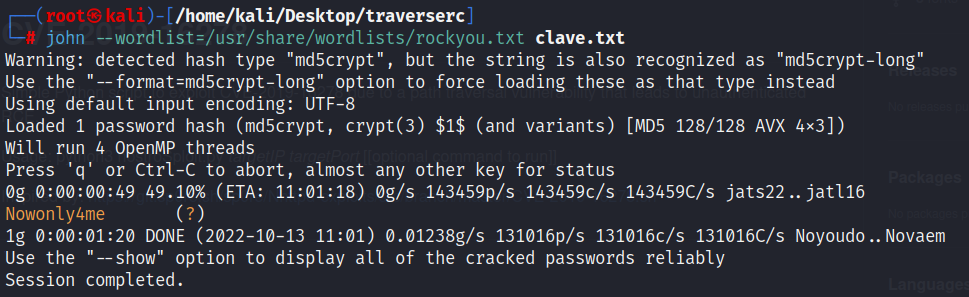 (root㉿kali)-[/home/kali/Desktop/traverserc]
# john --wordlist=/usr/share/wordlists/rockyou.txt clave.txt
Warning: detected hash type "md5crypt", but the string is also recognized as "md5crypt-long"
Use the "--format=md5crypt-long" option to force loading these as that type instead
Using default input encoding: UTF-8
Loaded 1 password hash (md5crypt, crypt(3) $1$ (and variants) [MD5 128/128 AVX 4×3])
Will run 4 OpenMP threads
Press 'q' or Ctrl-C to abort, almost any other key for status
0g 0:00:00:49 49.10% (ETA: 11:01:18) 0g/s 143459p/s 143459c/s 143459C/s jats22..jatl16
Nowonly4me (?)
1g 0:00:01:20 DONE (2022-10-13 11:01) 0.01238g/s 131016p/s 131016c/s 131016C/s Noyoudo..Novaem
Use the "--show" option to display all of the cracked passwords reliably
Session completed.
Releases
Packages
Languages